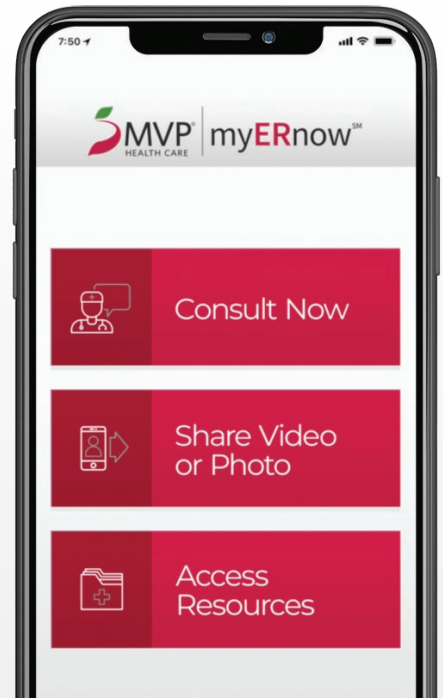 7:50
MVP® myERnow℠
HEALTH CARE
Consult Now
Share Video
or Photo
Access
Resources